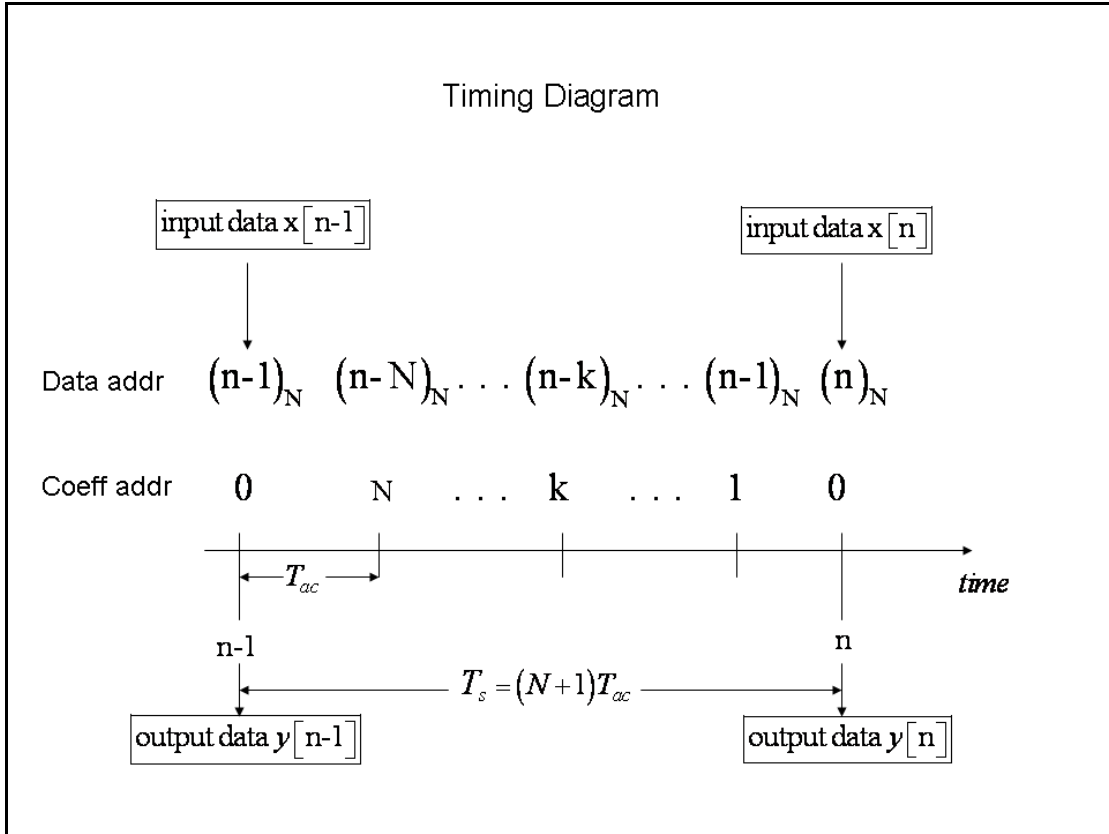 Timing Diagram
input data x[n-1] input data x[n]
Data addr (n-1)_N (n-N)_N . . . (n-k)_N . . . (n-1)_N (n)_N
Coeff addr 0 N . . . k . . . 1 0
T_ac
time
n-1 n
T_s = (N+1)T_ac
output data y[n-1] output data y[n]